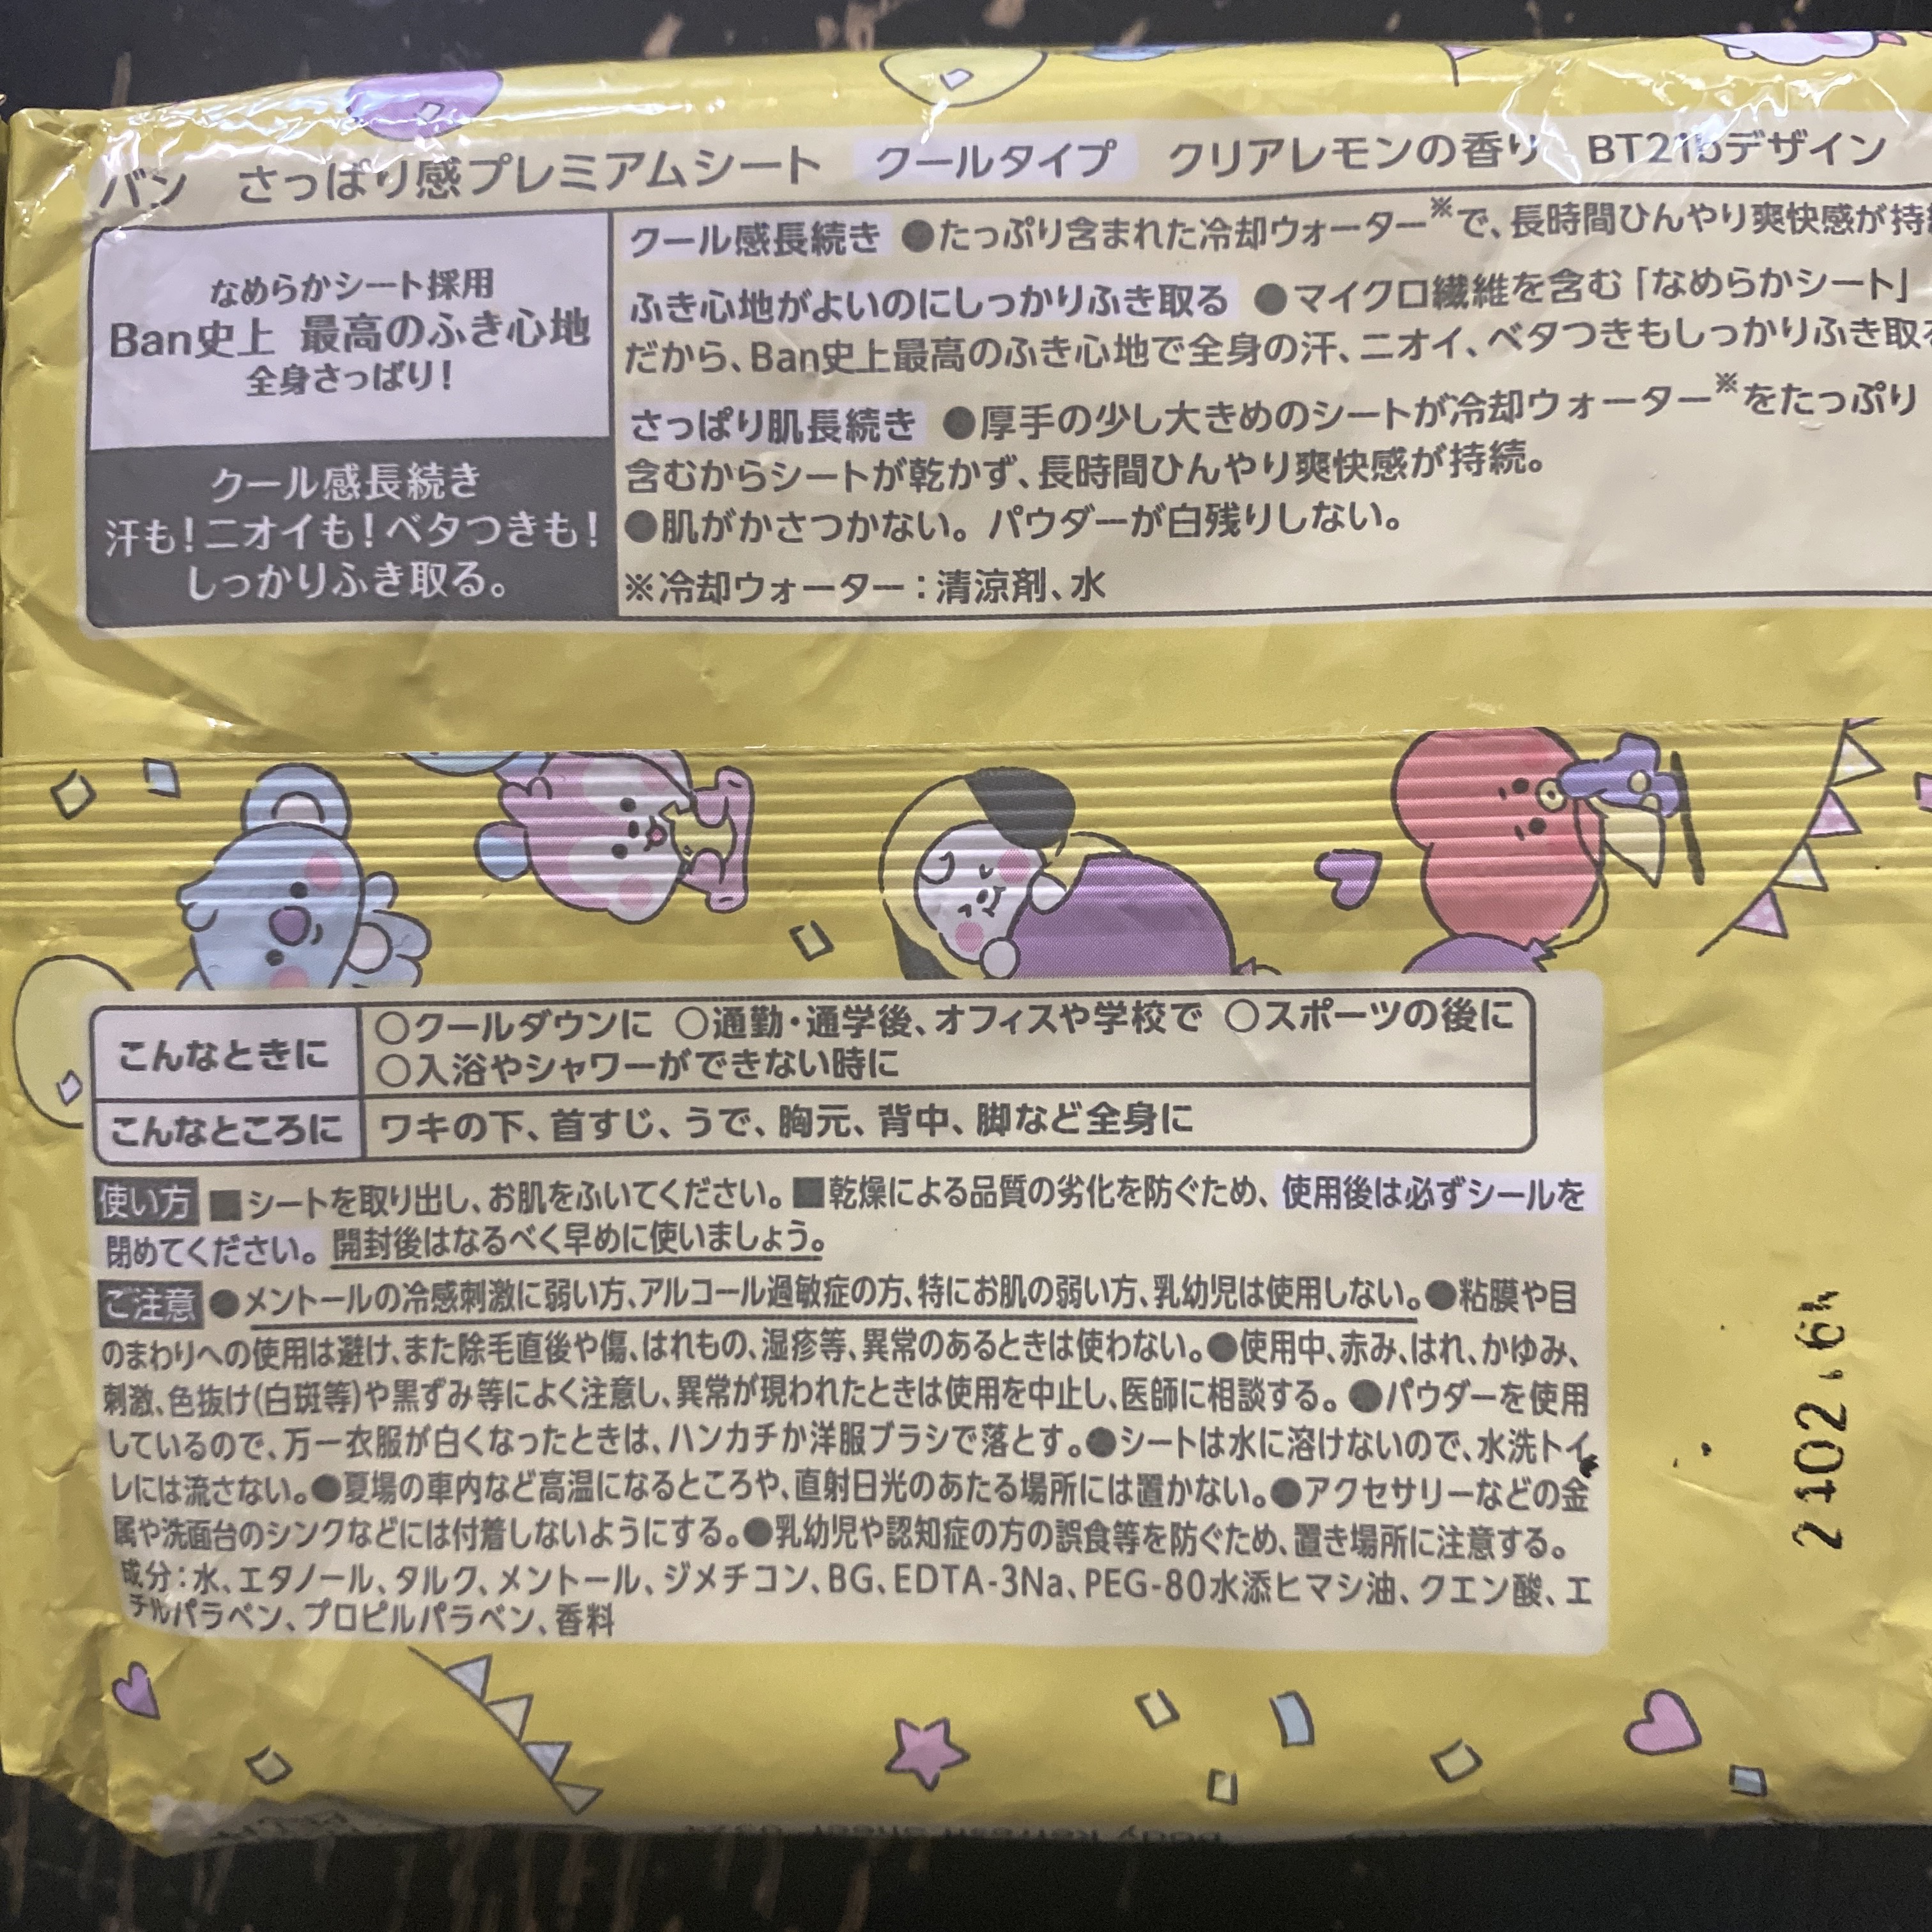 バン さっぱり感プレミアムシート クールタイプ クリアレモンの香り BT21bデザイン
なめらかシート採用
Ban史上 最高のふき心地
全身さっぱり!
クール感長続き
汗も!ニオイも!ベタつきも!
しっかりふき取る。
クール感長続き ●たっぷり含まれた冷却ウォーター※で、長時間ひんやり爽快感が持
ふき心地がよいのにしっかりふき取る ●マイクロ繊維を含む「なめらかシート」
だから、Ban史上最高のふき心地で全身の汗、ニオイ、ベタつきもしっかりふき取る
さっぱり肌長続き ●厚手の少し大きめのシートが冷却ウォーター※をたっぷり
含むからシートが乾かず、長時間ひんやり爽快感が持続。
●肌がかさつかない。パウダーが白残りしない。
※冷却ウォーター:清涼剤、水
こんなときに
○クールダウンに ○通勤・通学後、オフィスや学校で ○スポーツの後に
○入浴やシャワーができない時に
こんなところに ワキの下、首すじ、うで、胸元、背中、脚など全身に
使い方 ■シートを取り出し、お肌をふいてください。■乾燥による品質の劣化を防ぐため、使用後は必ずシールを
閉めてください。開封後はなるべく早めに使いましょう。
ご注意 ●メントールの冷感刺激に弱い方、アルコール過敏症の方、特にお肌の弱い方、乳幼児は使用しない。●粘膜や目
のまわりへの使用は避け、また除毛直後や傷、はれもの、湿疹等、異常のあるときは使わない。●使用中、赤み、はれ、かゆみ、
刺激、色抜け(白斑等)や黒ずみ等によく注意し、異常が現われたときは使用を中止し、医師に相談する。●パウダーを使用
しているので、万一衣服が白くなったときは、ハンカチか洋服ブラシで落とす。●シートは水に溶けないので、水洗トイ
レには流さない。●夏場の車内など高温になるところや、直射日光のあたる場所には置かない。●アクセサリーなどの金
属や洗面台のシンクなどには付着しないようにする。●乳幼児や認知症の方の誤食等を防ぐため、置き場所に注意する。
成分:水、エタノール、タルク、メントール、ジメチコン、BG、EDTA-3Na、PEG-80水添ヒマシ油、クエン酸、エ
チルパラベン、プロピルパラベン、香料